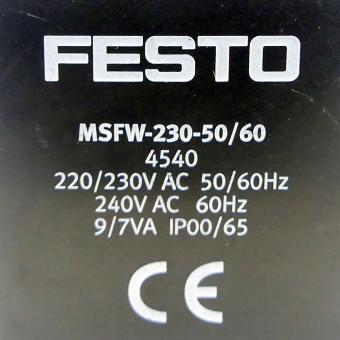 FESTO
MSFW-230-50/60
4540
220/230V AC 50/60Hz
240V AC 60Hz
9/7VA IP00/65
CE